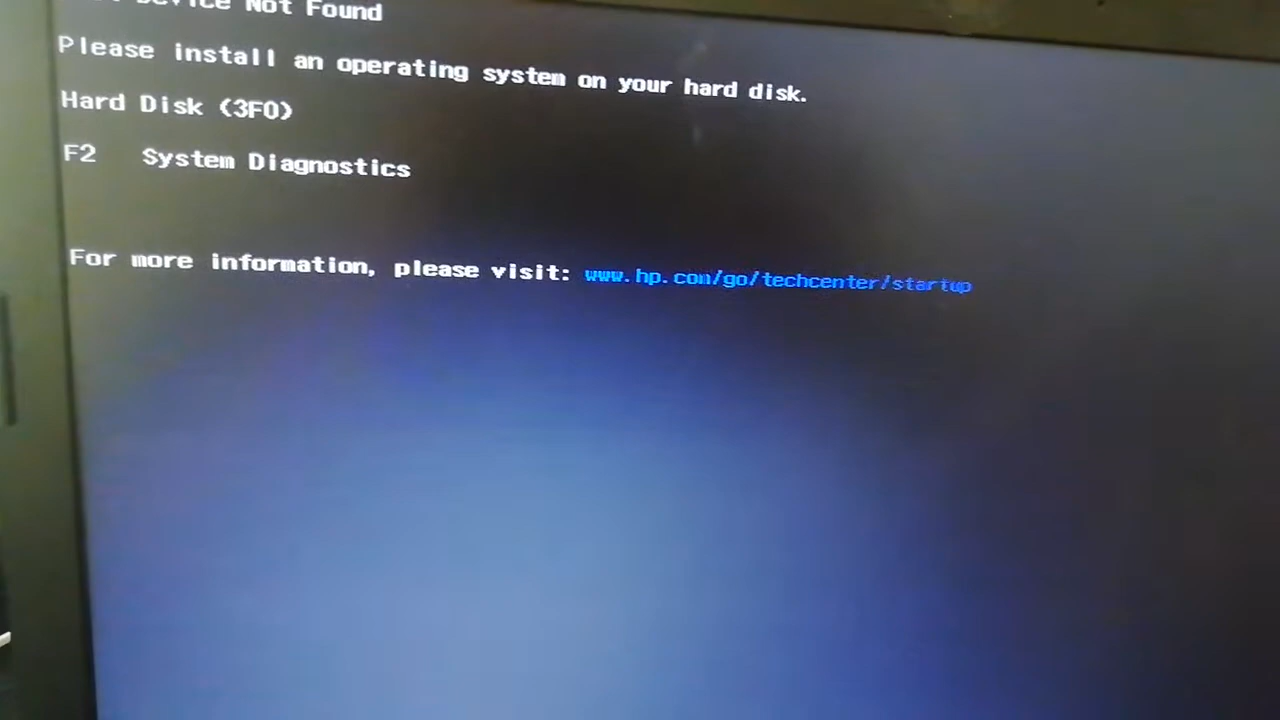 Device Not Found
Please install an operating system on your hard disk.
Hard Disk (3F0)
F2 System Diagnostics
For more information, please visit: www.hp.com/go/techcenter/startup